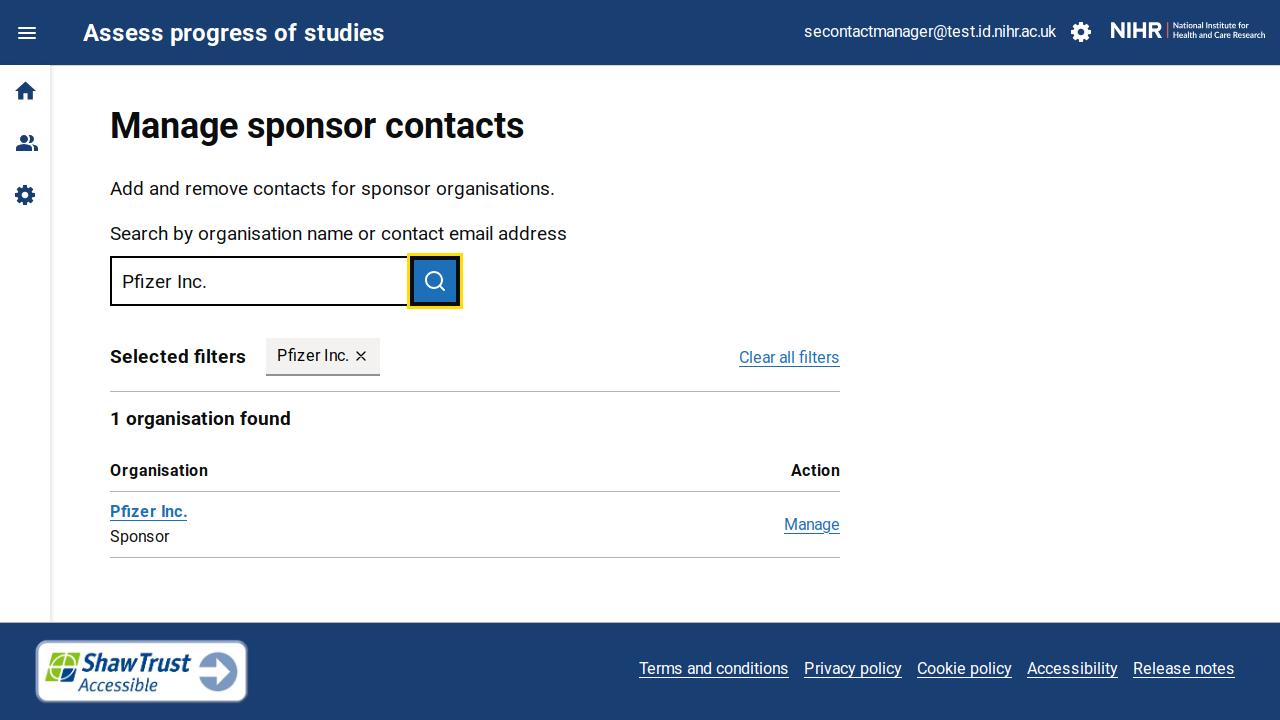 Assess progress of studies
secontactmanager@test.id.nihr.ac.uk
NIHR
National Institute for
Health and Care Research
Manage sponsor contacts
Add and remove contacts for sponsor organisations.
Search by organisation name or contact email address
Pfizer Inc.
Selected filters
Pfizer Inc.
Clear all filters
1 organisation found
Organisation Action
Pfizer Inc.
Sponsor
Manage
ShawTrust
Accessible
Terms and conditions Privacy policy Cookie policy Accessibility Release notes